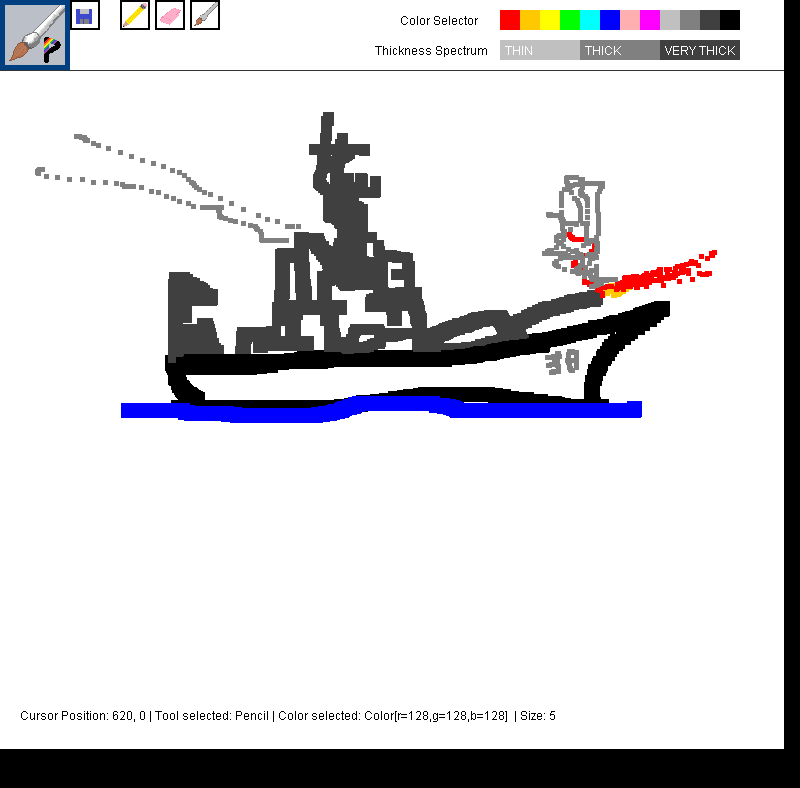 Color Selector
Thickness Spectrum THIN THICK VERY THICK
Cursor Position: 620, 0 | Tool selected: Pencil | Color selected: Color[r=128,g=128,b=128] | Size: 5